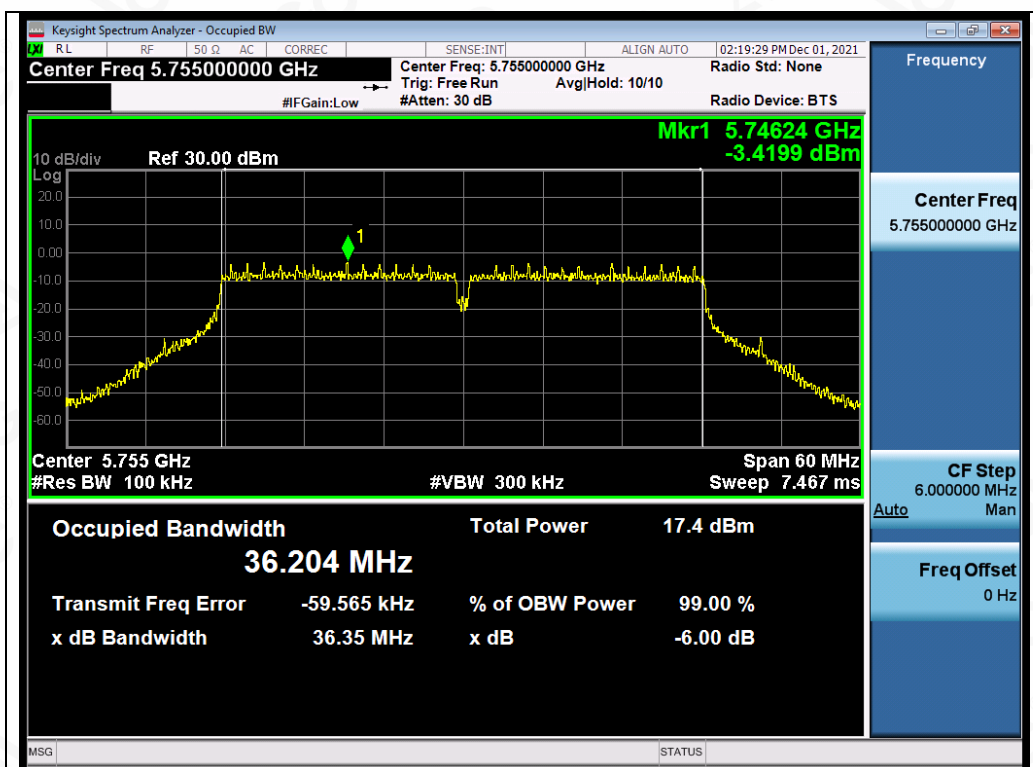 Keysight Spectrum Analyzer - Occupied BW
LXI RL RF 50 Ω AC CORREC SENSE:INT ALIGN AUTO 02:19:29 PM Dec 01, 2021
Center Freq 5.755000000 GHz Center Freq: 5.755000000 GHz Radio Std: None
Trig: Free Run Avg|Hold: 10/10
#IFGain:Low #Atten: 30 dB Radio Device: BTS
Frequency
Mkr1 5.74624 GHz
-3.4199 dBm
10 dB/div Ref 30.00 dBm
Log
20.0
10.0
0.00
-10.0
-20.0
-30.0
-40.0
-50.0
-60.0
1
Center 5.755 GHz Span 60 MHz
#Res BW 100 kHz #VBW 300 kHz Sweep 7.467 ms
Center Freq
5.755000000 GHz
CF Step
6.000000 MHz
Auto Man
Freq Offset
0 Hz
Occupied Bandwidth Total Power 17.4 dBm
36.204 MHz
Transmit Freq Error -59.565 kHz % of OBW Power 99.00 %
x dB Bandwidth 36.35 MHz x dB -6.00 dB
MSG STATUS